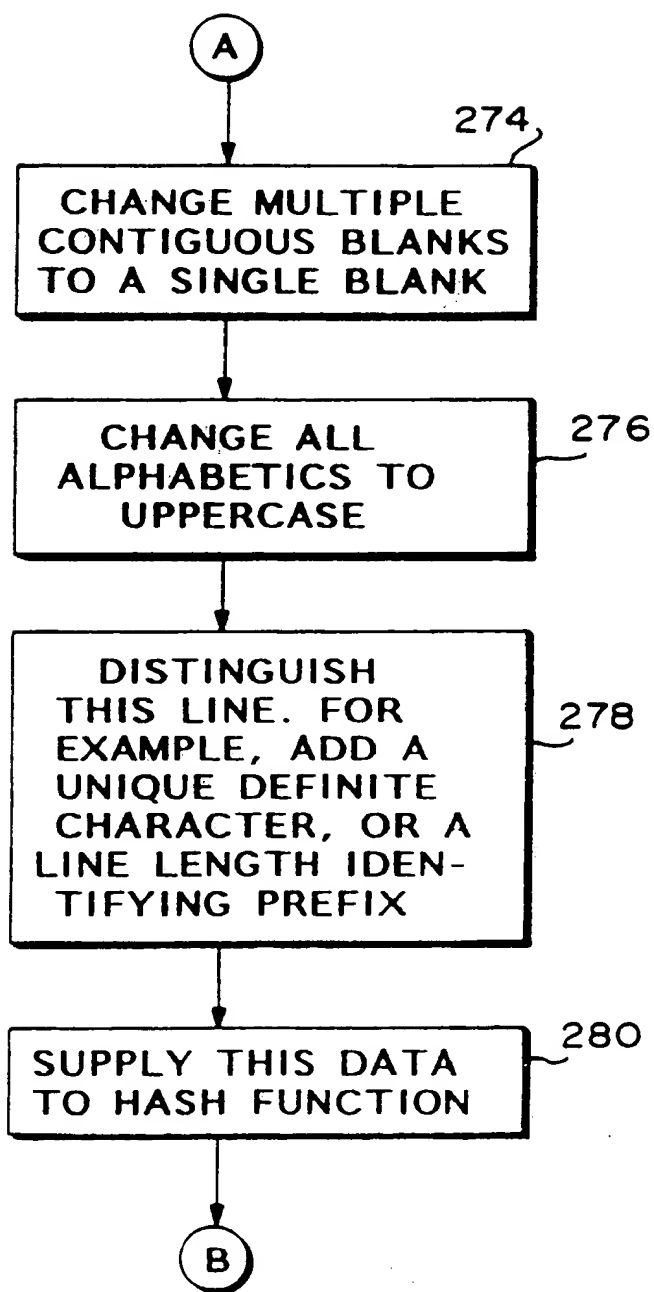 A
274
CHANGE MULTIPLE
CONTIGUOUS BLANKS
TO A SINGLE BLANK
276
CHANGE ALL
ALPHABETICS TO
UPPERCASE
278
DISTINGUISH
THIS LINE. FOR
EXAMPLE, ADD A
UNIQUE DEFINITE
CHARACTER, OR A
LINE LENGTH IDEN-
TIFYING PREFIX
280
SUPPLY THIS DATA
TO HASH FUNCTION
B